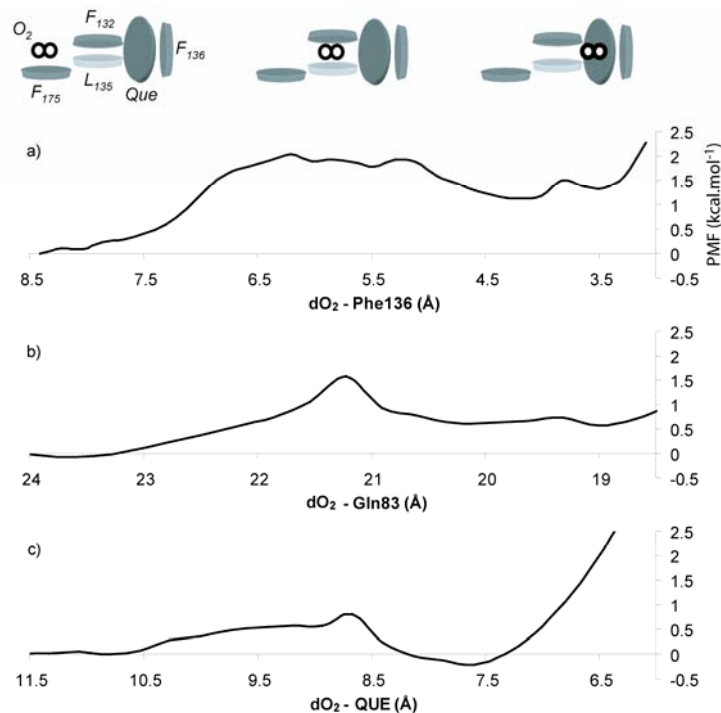 O2 F132 F136
F175 L135 Que
a)
2.5
2
1.5
1
0.5
0
-0.5
PMF (kcal.mol-1)
8.5 7.5 6.5 5.5 4.5 3.5
dO2 - Phe136 (Å)
b)
2.5
2
1.5
1
0.5
0
-0.5
24 23 22 21 20 19
dO2 - Gln83 (Å)
c)
2.5
2
1.5
1
0.5
0
-0.5
11.5 10.5 9.5 8.5 7.5 6.5
dO2 - QUE (Å)